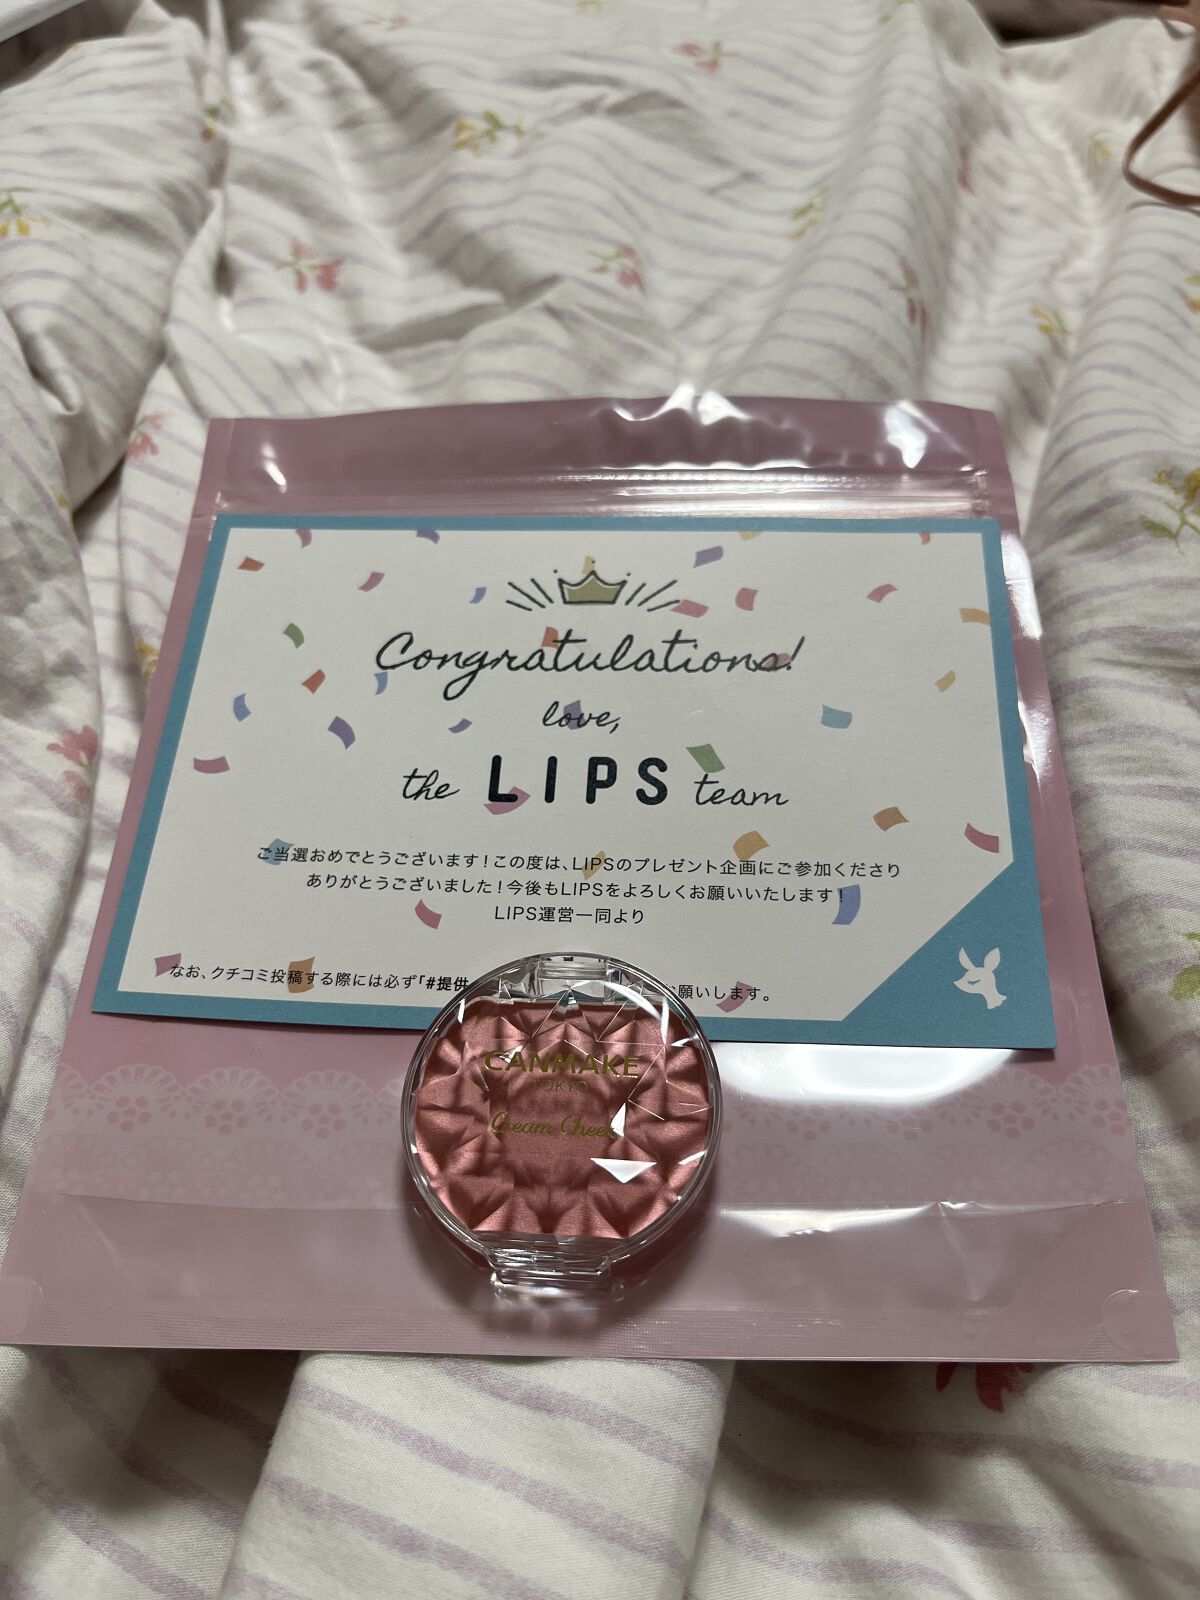 Congratulations!
love,
the LIPS team
ご当選おめでとうございます！この度は、LIPSのプレゼント企画にご参加くださり
ありがとうございました！今後もLIPSをよろしくお願いいたします！
LIPS運営一同より
なお、クチコミ投稿する際には必ず「#提供 お願いします。
CANMAKE
TOKYO
Cream Cheek